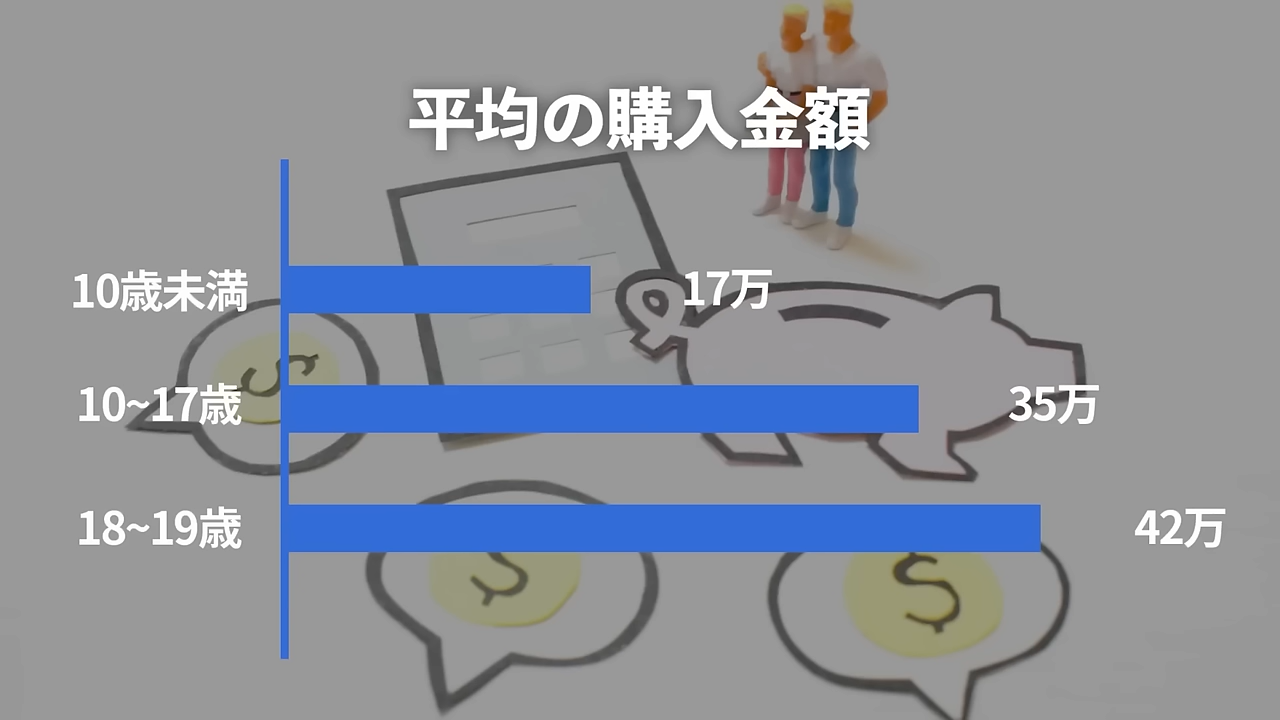 平均の購入金額
10歳未満 17万
10~17歳 35万
18~19歳 42万
$
$
$